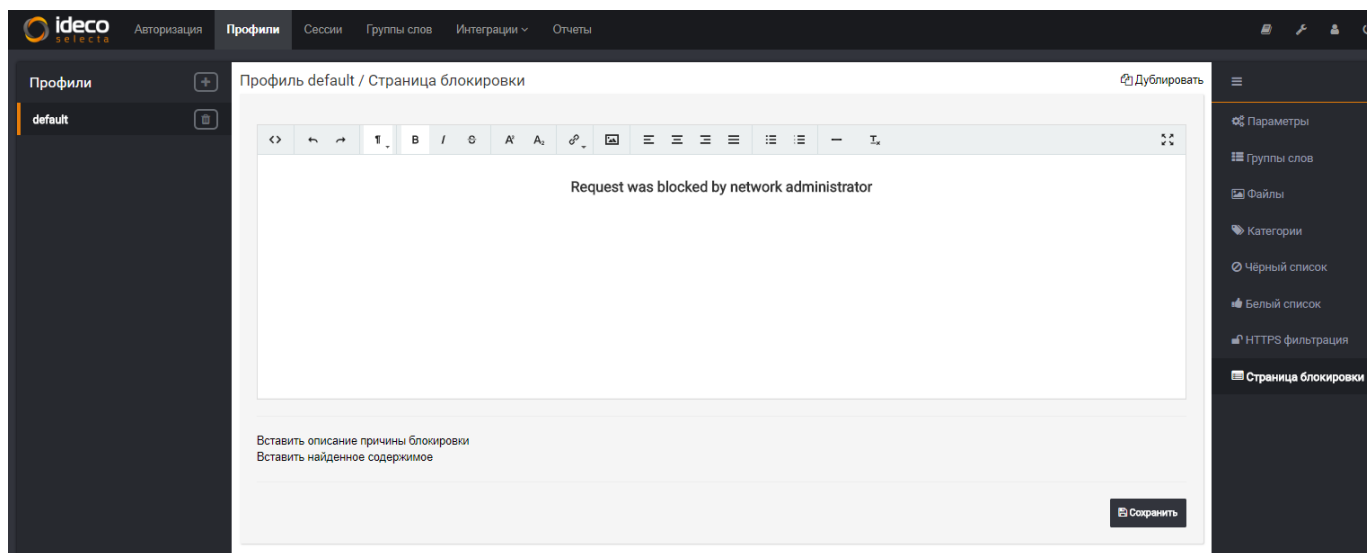 ideco
selecta
Авторизация
Профили
Сессии
Группы слов
Интеграции
Отчеты
Профили
default
Профиль default / Страница блокировки
Дублировать
B I S A² A₂
Request was blocked by network administrator
Вставить описание причины блокировки
Вставить найденное содержимое
Сохранить
Параметры
Группы слов
Файлы
Категории
Чёрный список
Белый список
HTTPS фильтрация
Страница блокировки